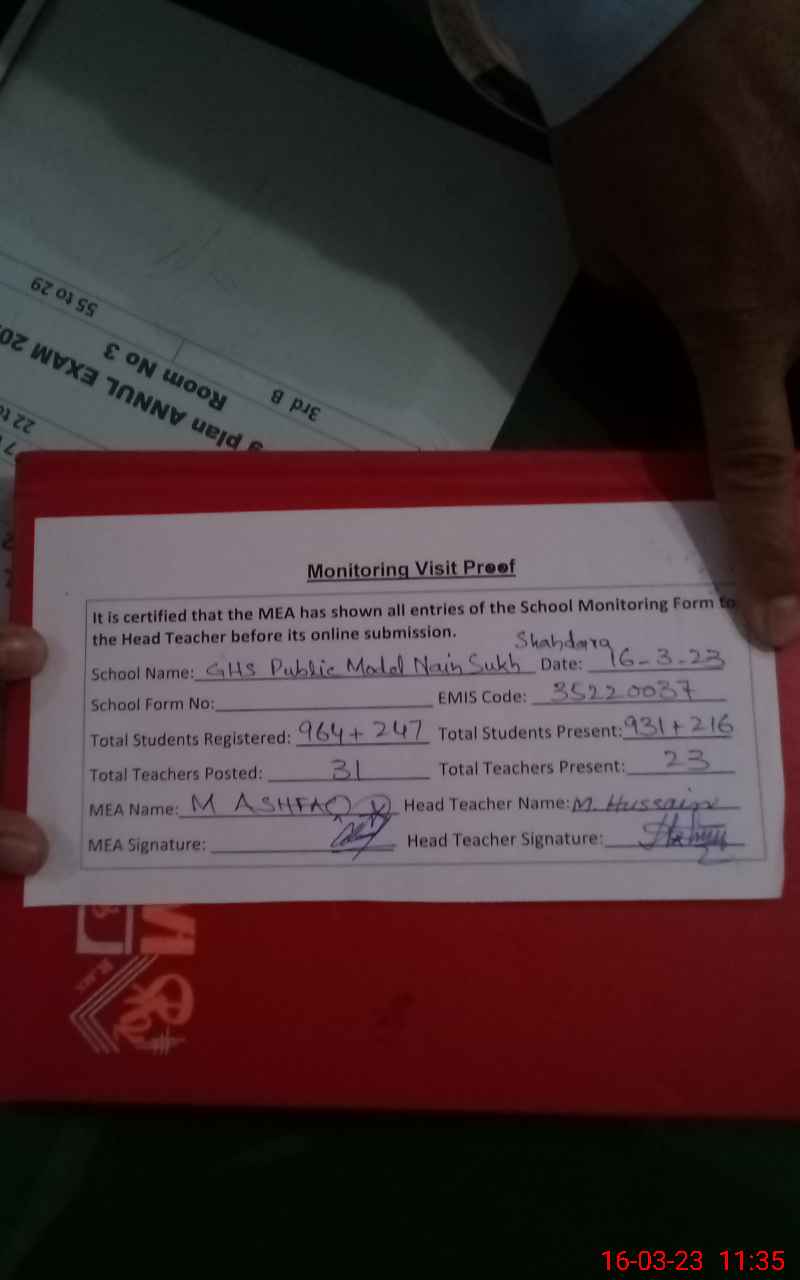 55 to 29
3rd B
Room No 3
g plan ANNUL EXAM 20
22 to
Monitoring Visit Proof
It is certified that the MEA has shown all entries of the School Monitoring Form to
the Head Teacher before its online submission.
School Name: GHS Public Model Nain Sukh Shahdara Date: 16-3-23
School Form No: EMIS Code: 35220037
Total Students Registered: 964+247 Total Students Present: 931+216
Total Teachers Posted: 31 Total Teachers Present: 23
MEA Name: M ASHFAQ Head Teacher Name: M. Hussain
MEA Signature: Head Teacher Signature:
16-03-23 11:35